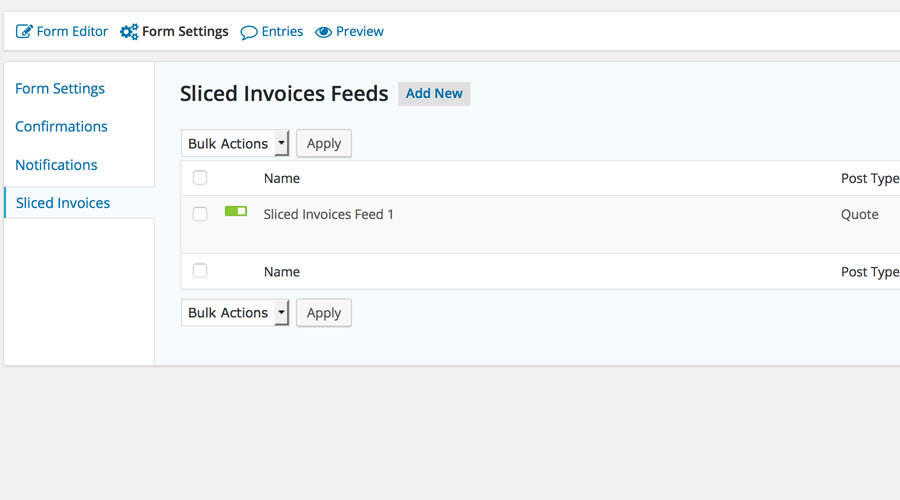 Form Editor Form Settings Entries Preview
Form Settings
Confirmations
Notifications
Sliced Invoices
Sliced Invoices Feeds Add New
Bulk Actions Apply
Name Post Type
Sliced Invoices Feed 1 Quote
Name Post Type
Bulk Actions Apply